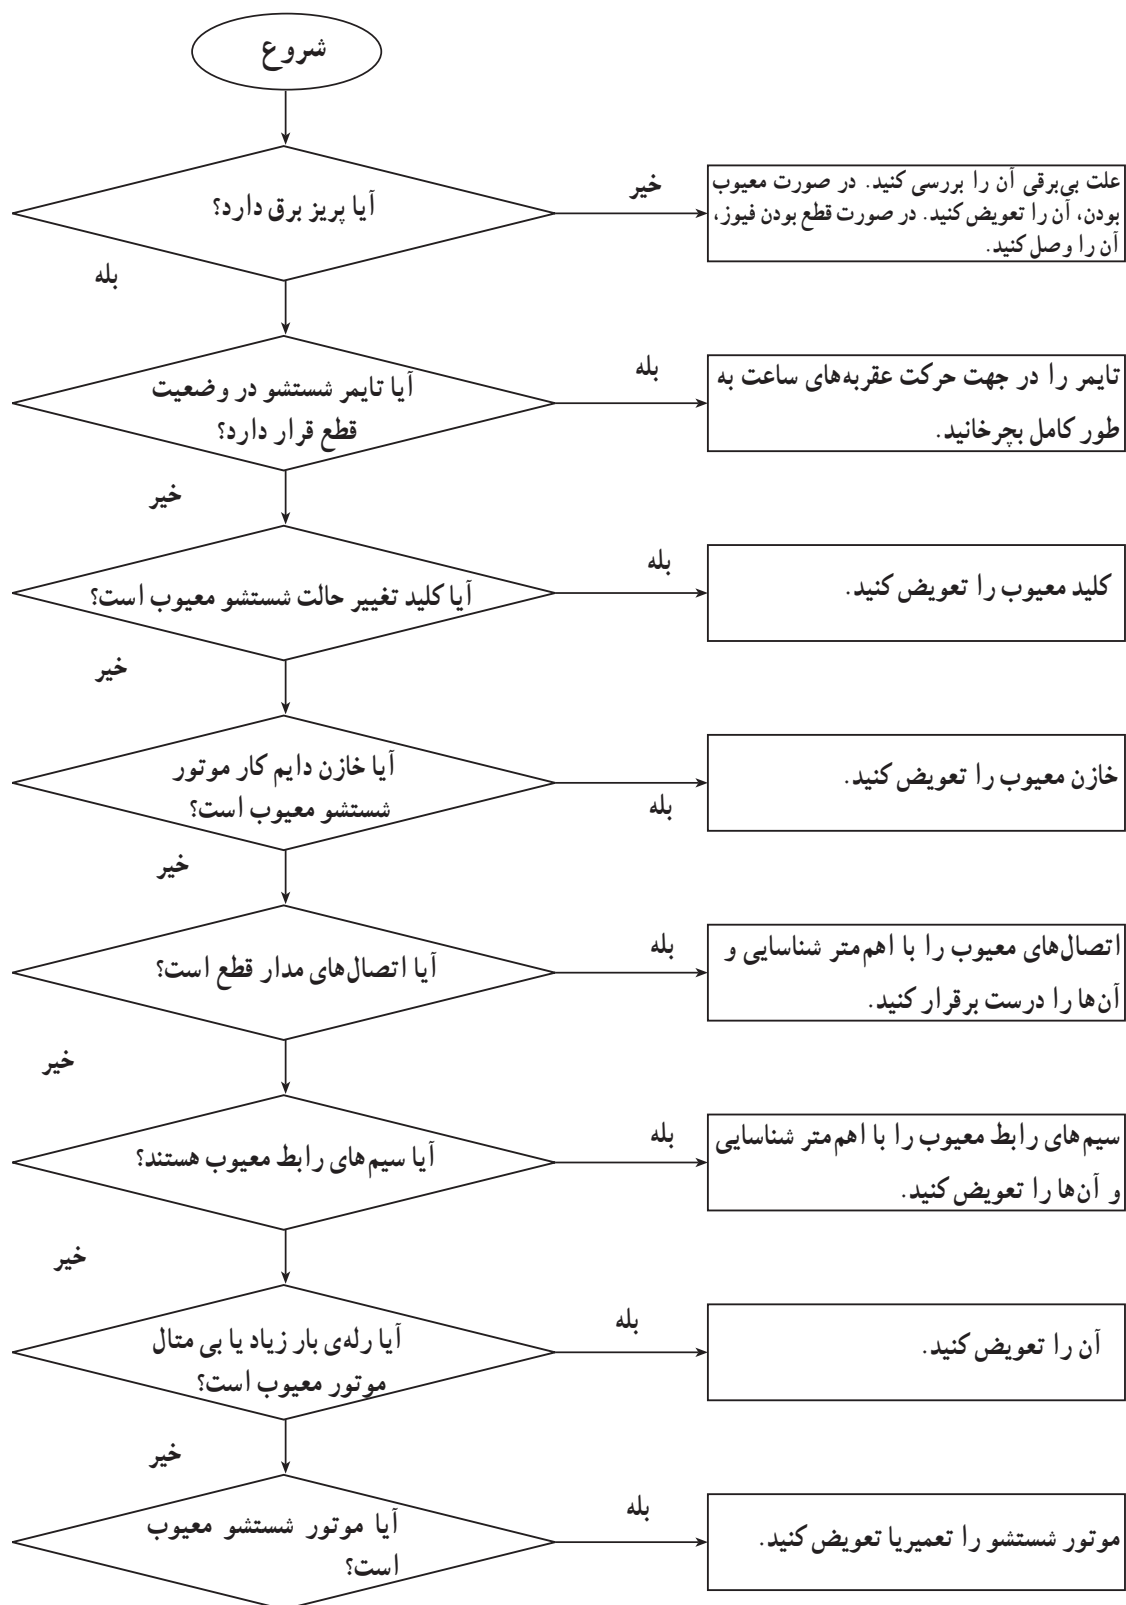 شروع
آیا پریز برق دارد؟
خیر
علت بی‌برقی آن را بررسی کنید. در صورت معیوب
بودن، آن را تعویض کنید. در صورت قطع بودن فیوز،
آن را وصل کنید.
بله
آیا تایمر شستشو در وضعیت
قطع قرار دارد؟
بله
تایمر را در جهت حرکت عقربه‌های ساعت به
طور کامل بچرخانید.
خیر
آیا کلید تغییر حالت شستشو معیوب است؟
بله
کلید معیوب را تعویض کنید.
خیر
آیا خازن دایم کار موتور
شستشو معیوب است؟
بله
خازن معیوب را تعویض کنید.
خیر
آیا اتصال‌های مدار قطع است؟
بله
اتصال‌های معیوب را با اهم‌متر شناسایی و
آن‌ها را درست برقرار کنید.
خیر
آیا سیم‌های رابط معیوب هستند؟
بله
سیم‌های رابط معیوب را با اهم‌متر شناسایی
و آن‌ها را تعویض کنید.
خیر
آیا رله‌ی بار زیاد یا بی متال
موتور معیوب است؟
بله
آن را تعویض کنید.
خیر
آیا موتور شستشو معیوب
است؟
بله
موتور شستشو را تعمیریا تعویض کنید.